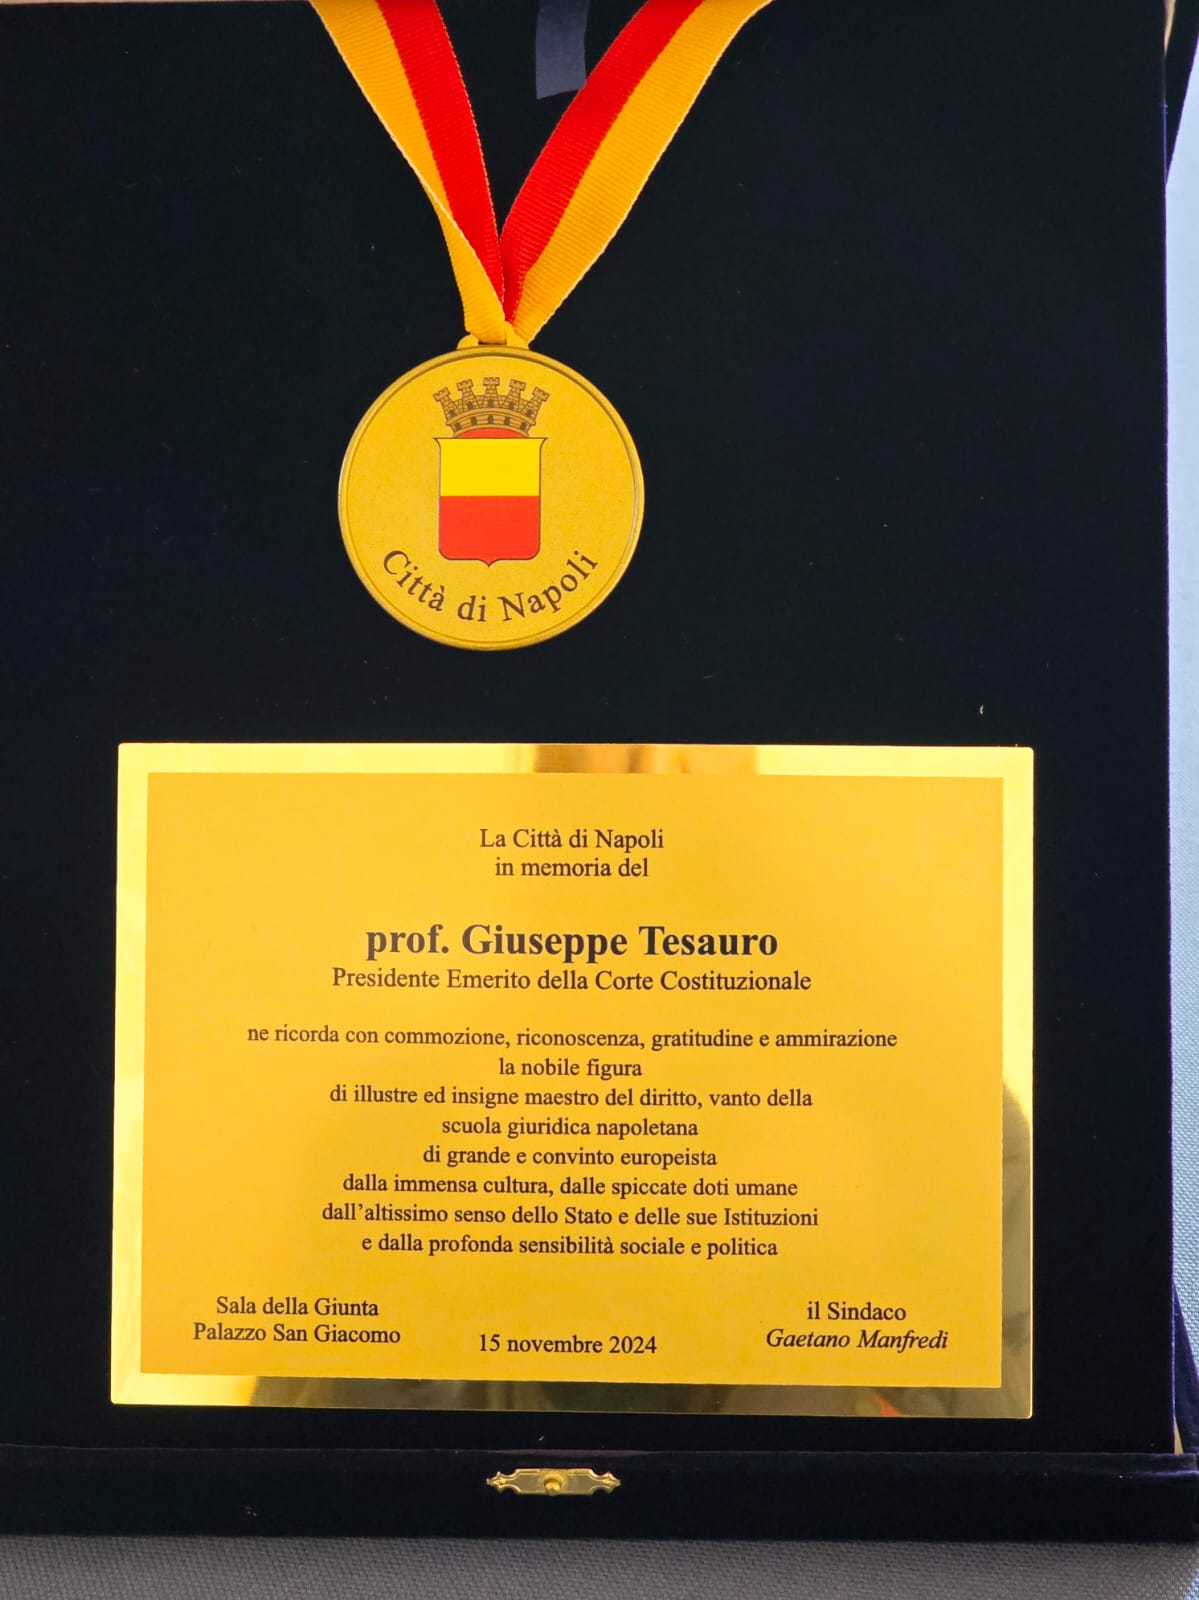 Città di Napoli
La Città di Napoli
in memoria del
prof. Giuseppe Tesauro
Presidente Emerito della Corte Costituzionale
ne ricorda con commozione, riconoscenza, gratitudine e ammirazione
la nobile figura
di illustre ed insigne maestro del diritto, vanto della
scuola giuridica napoletana
di grande e convinto europeista
dalla immensa cultura, dalle spiccate doti umane
dall'altissimo senso dello Stato e delle sue Istituzioni
e dalla profonda sensibilità sociale e politica
Sala della Giunta
Palazzo San Giacomo
15 novembre 2024
il Sindaco
Gaetano Manfredi